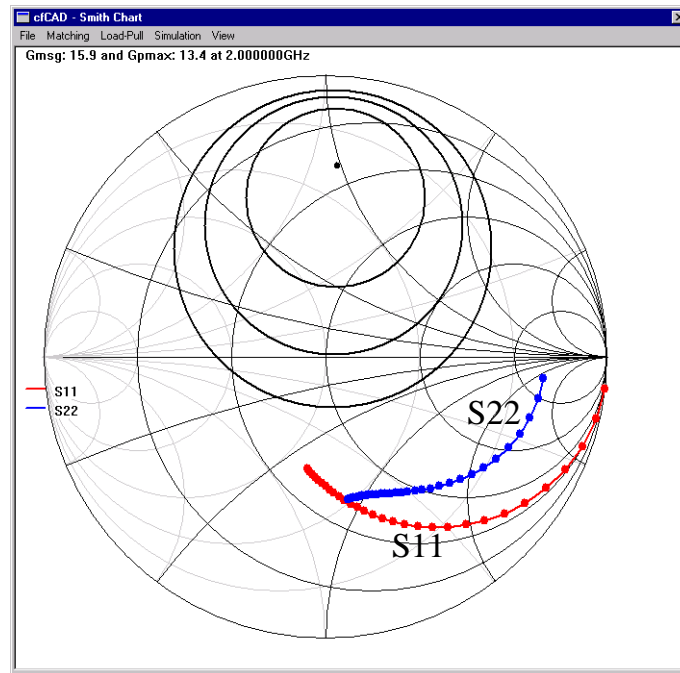 cfCAD - Smith Chart
File Matching Load-Pull Simulation View
Gmsg: 15.9 and Gpmax: 13.4 at 2.000000GHz
S11
S22
S22
S11